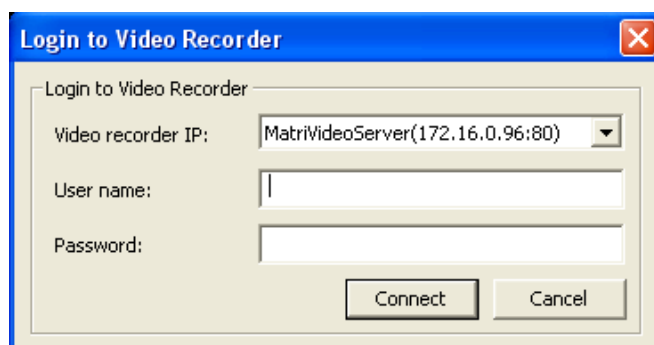 Login to Video Recorder
Login to Video Recorder
Video recorder IP: MatriVideoServer(172.16.0.96:80)
User name:
Password:
Connect Cancel